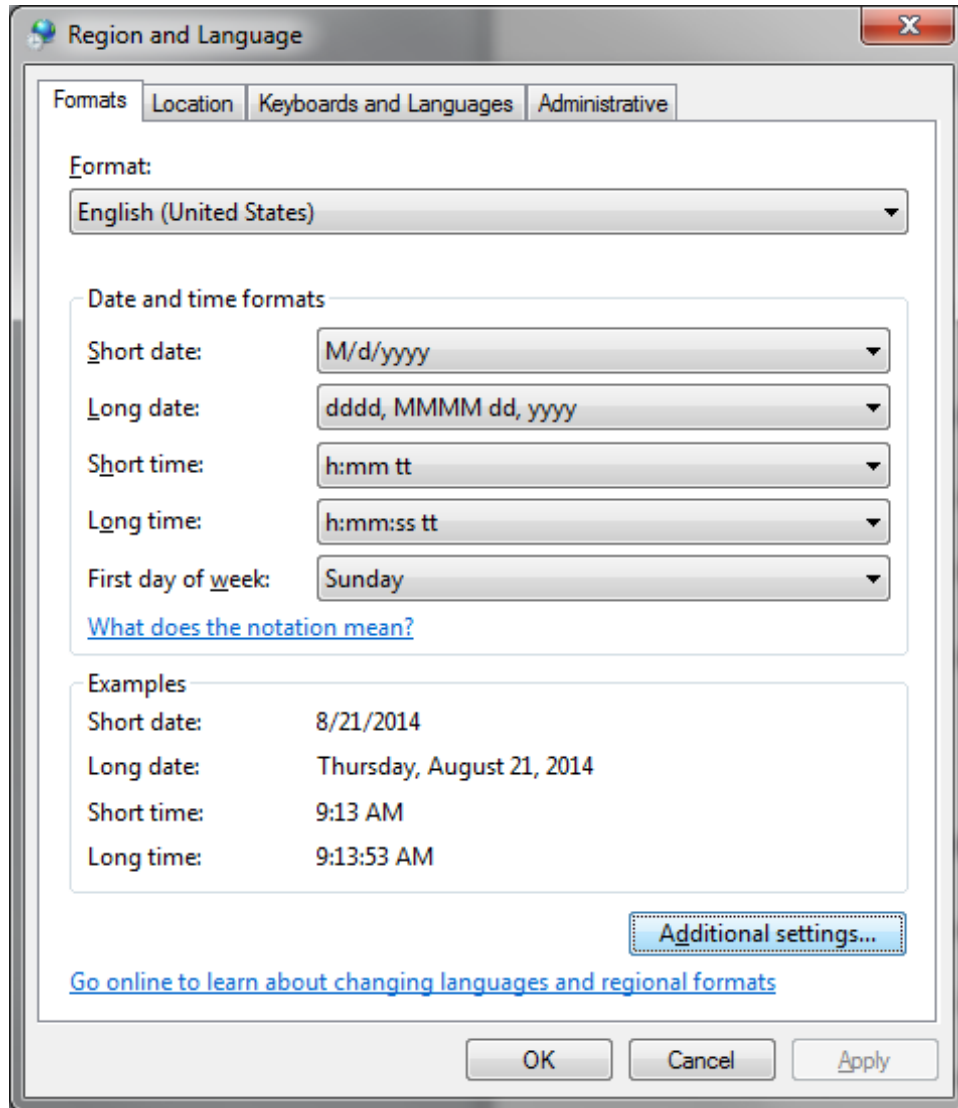 Region and Language
Formats Location Keyboards and Languages Administrative
Format:
English (United States)
Date and time formats
Short date: M/d/yyyy
Long date: dddd, MMMM dd, yyyy
Short time: h:mm tt
Long time: h:mm:ss tt
First day of week: Sunday
What does the notation mean?
Examples
Short date: 8/21/2014
Long date: Thursday, August 21, 2014
Short time: 9:13 AM
Long time: 9:13:53 AM
Additional settings...
Go online to learn about changing languages and regional formats
OK Cancel Apply